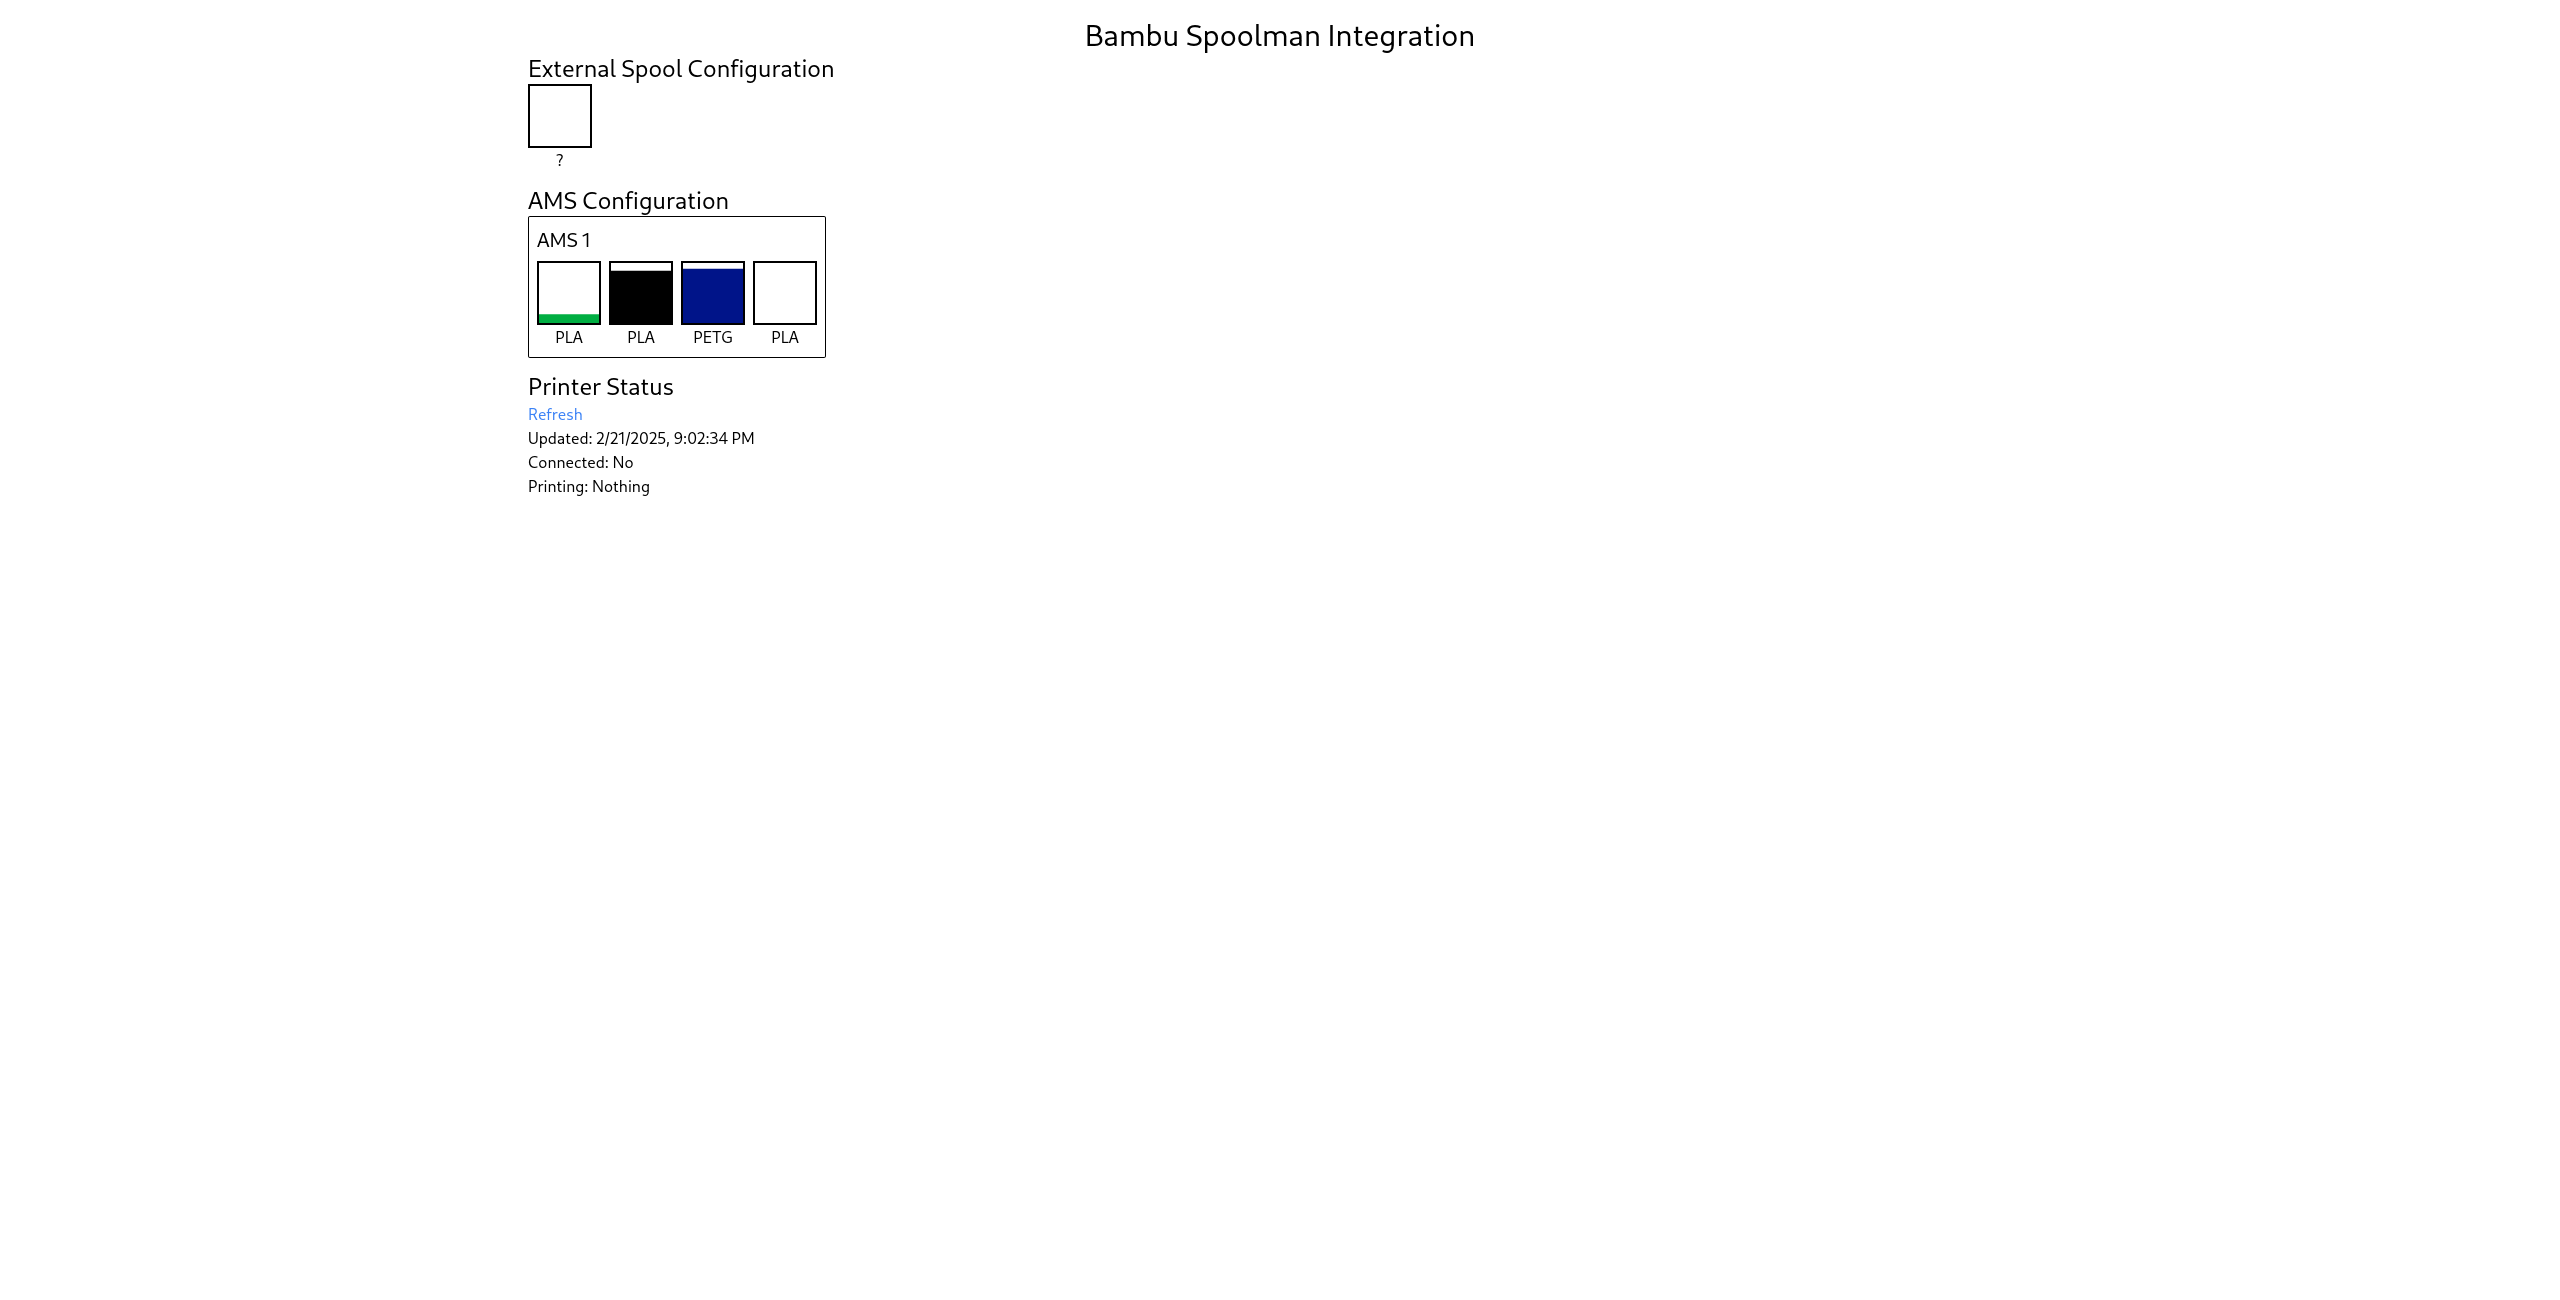 Bambu Spoolman Integration
External Spool Configuration
?
AMS Configuration
AMS 1
PLA PLA PETG PLA
Printer Status
Refresh
Updated: 2/21/2025, 9:02:34 PM
Connected: No
Printing: Nothing